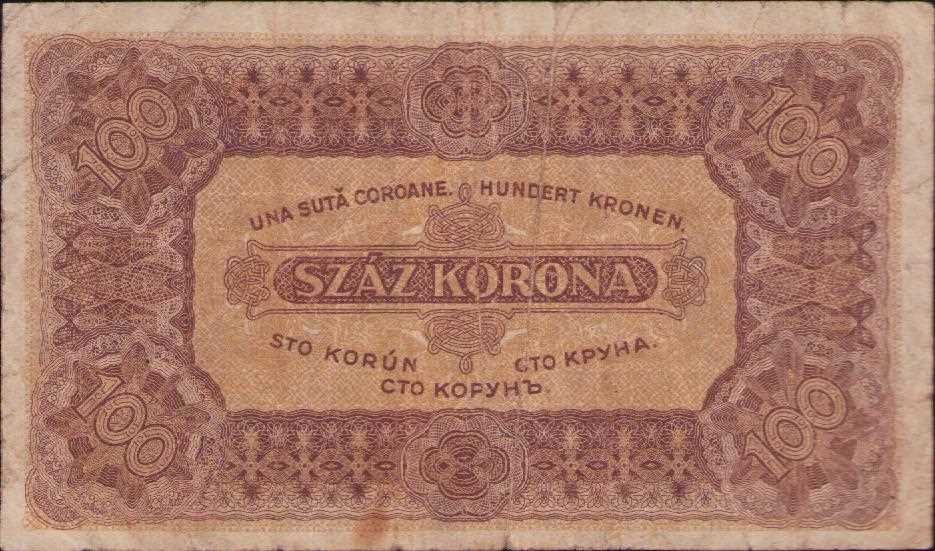 100 100
UNA SUTĂ COROANE. HUNDERT KRONEN.
SZÁZ KORONA
STO KORÚN СТО КРУНА.
СТО КОРУНЪ.
100 100